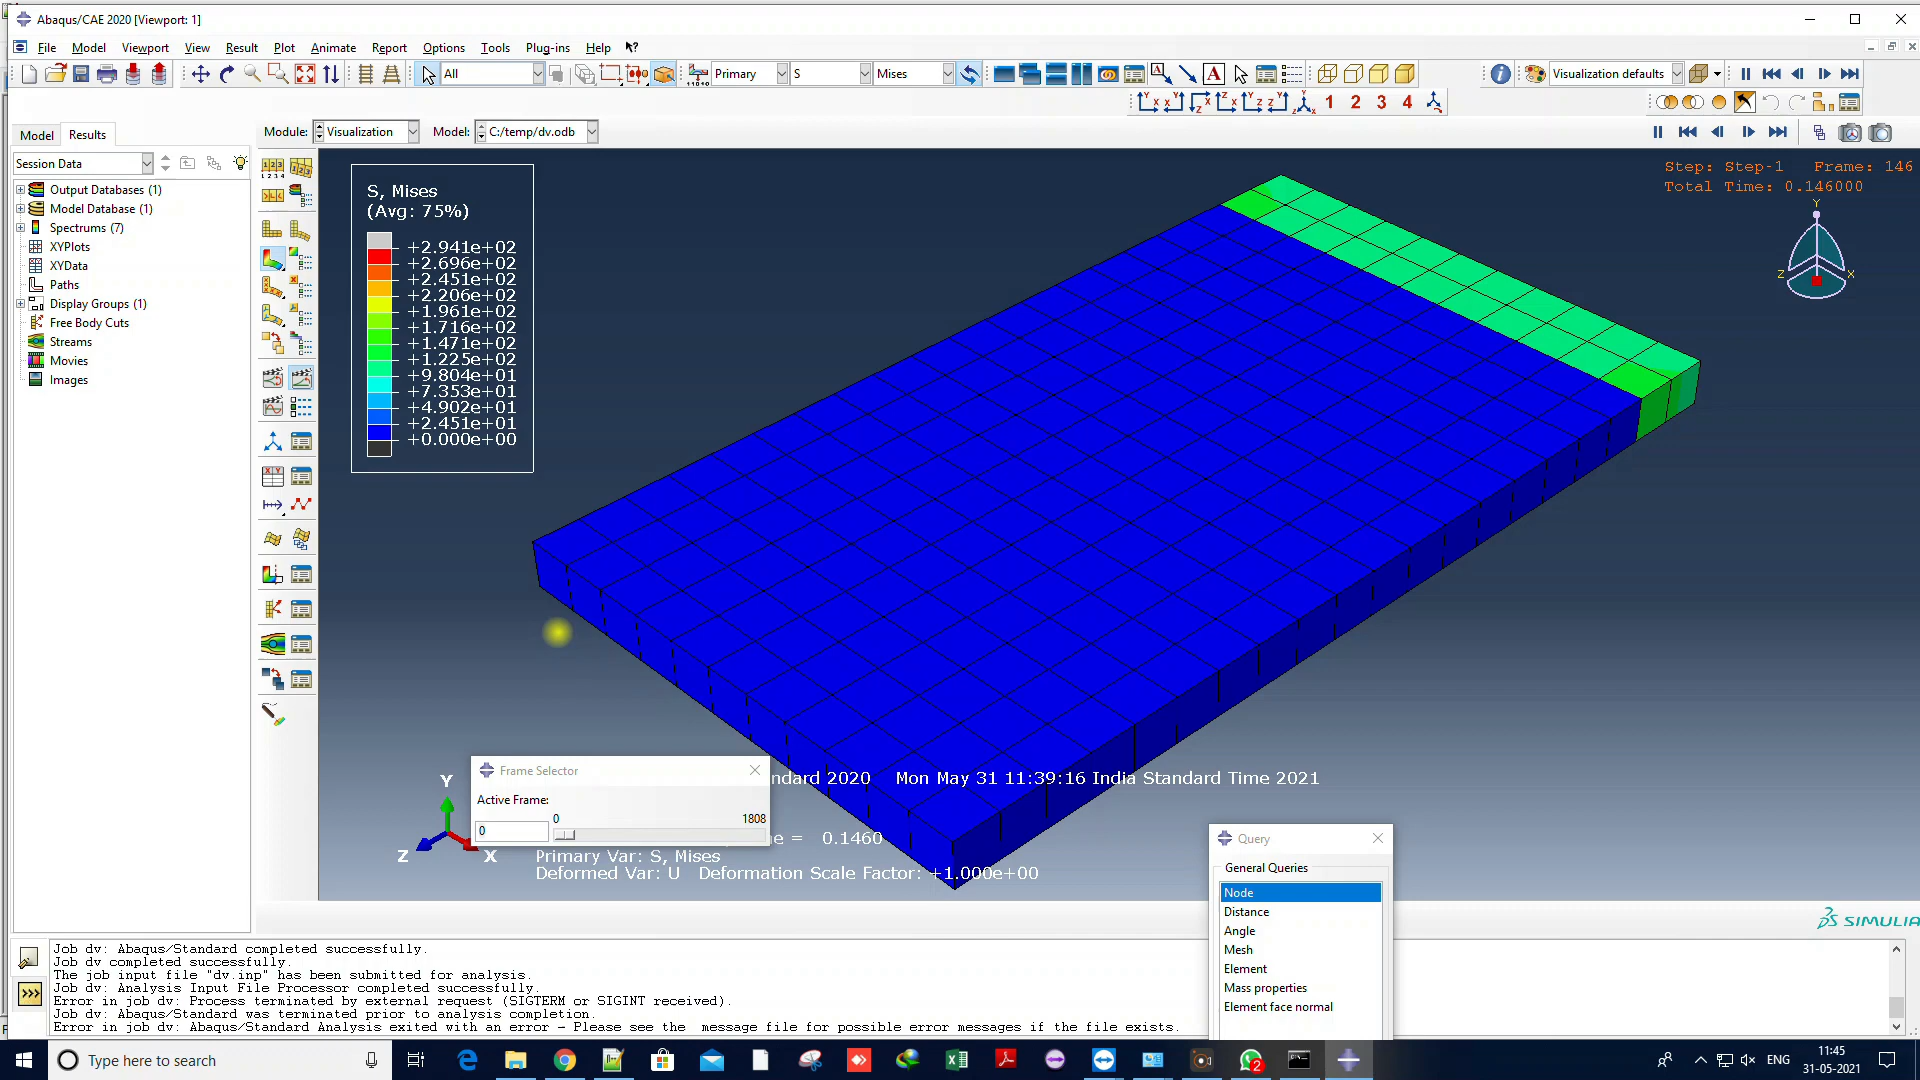 Abaqus/CAE 2020 [Viewport: 1]
File Model Viewport View Result Plot Animate Report Options Tools Plug-ins Help
All Primary S Mises Visualization defaults
1 2 3 4
Model Results Module: Visualization Model: C:/temp/dv.odb
Session Data
Output Databases (1)
Model Database (1)
Spectrums (7)
XYPlots
XYData
Paths
Display Groups (1)
Free Body Cuts
Streams
Movies
Images
S, Mises
(Avg: 75%)
+2.941e+02
+2.696e+02
+2.451e+02
+2.206e+02
+1.961e+02
+1.716e+02
+1.471e+02
+1.225e+02
+9.804e+01
+7.353e+01
+4.902e+01
+2.451e+01
+0.000e+00
Step: Step-1 Frame: 146
Total Time: 0.146000
Y
Z X
Y
Z X
Frame Selector
Active Frame:
0 0 1808
ndard 2020 Mon May 31 11:39:16 India Standard Time 2021
e = 0.1460
Primary Var: S, Mises
Deformed Var: U Deformation Scale Factor: +1.000e+00
Query
General Queries
Node
Distance
Angle
Mesh
Element
Mass properties
Element face normal
SIMULIA
Job dv: Abaqus/Standard completed successfully.
Job dv completed successfully.
The job input file "dv.inp" has been submitted for analysis.
Job dv: Analysis Input File Processor completed successfully.
Error in job dv: Process terminated by external request (SIGTERM or SIGINT received).
Job dv: Abaqus/Standard was terminated prior to analysis completion.
Error in job dv: Abaqus/Standard Analysis exited with an error - Please see the message file for possible error messages if the file exists.
Type here to search
2
ENG
11:45
31-05-2021